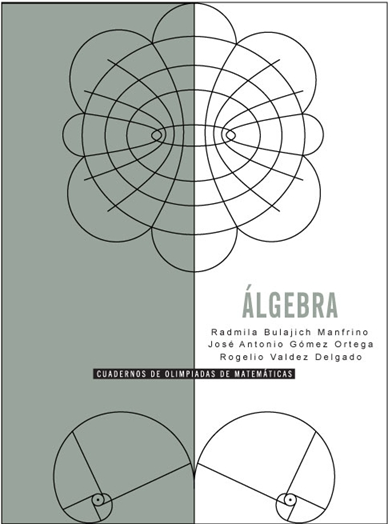 ÁLGEBRA
Radmila Bulajich Manfrino
José Antonio Gómez Ortega
Rogelio Valdez Delgado
CUADERNOS DE OLIMPIADAS DE MATEMÁTICAS